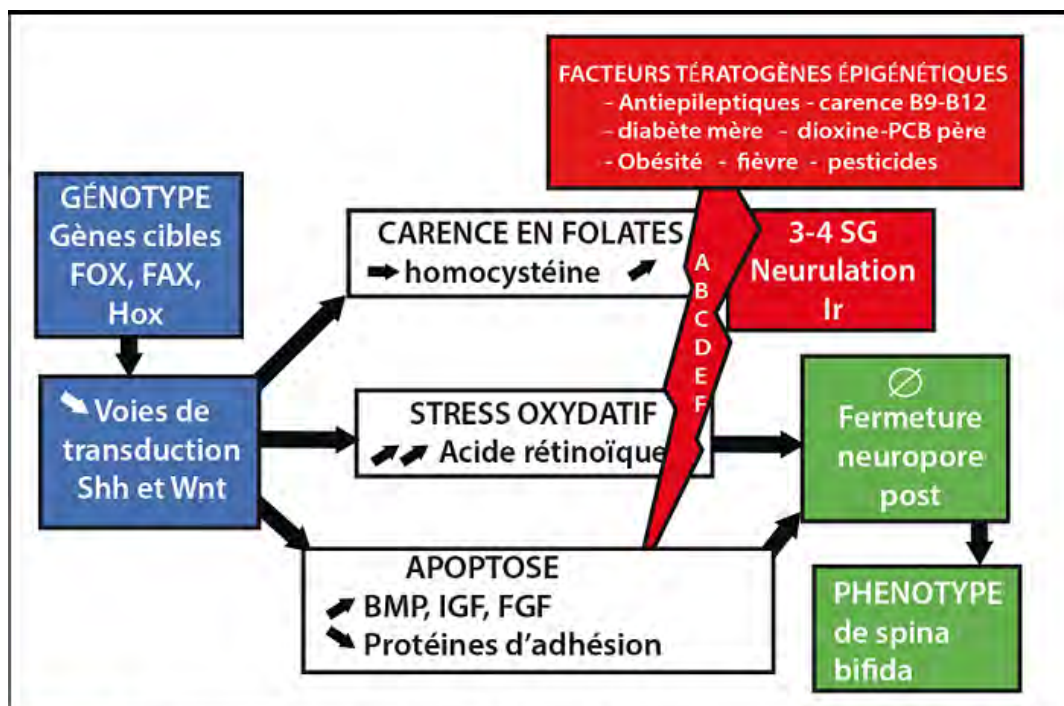 FACTEURS TÉRATOGÈNES ÉPIGÉNÉTIQUES
- Antiepileptiques - carence B9-B12
- diabète mère - dioxine-PCB père
- Obésité - fièvre - pesticides
GÉNOTYPE
Gènes cibles
FOX, FAX,
Hox
CARENCE EN FOLATES
➡ homocystéine ➚
A
B
C
D
E
F
3-4 SG
Neurulation
Ir
➘ Voies de
transduction
Shh et Wnt
STRESS OXYDATIF
➚➚ Acide rétinoïque
∅
Fermeture
neuropore
post
APOPTOSE
➚ BMP, IGF, FGF
➘ Protéines d'adhésion
PHENOTYPE
de spina
bifida